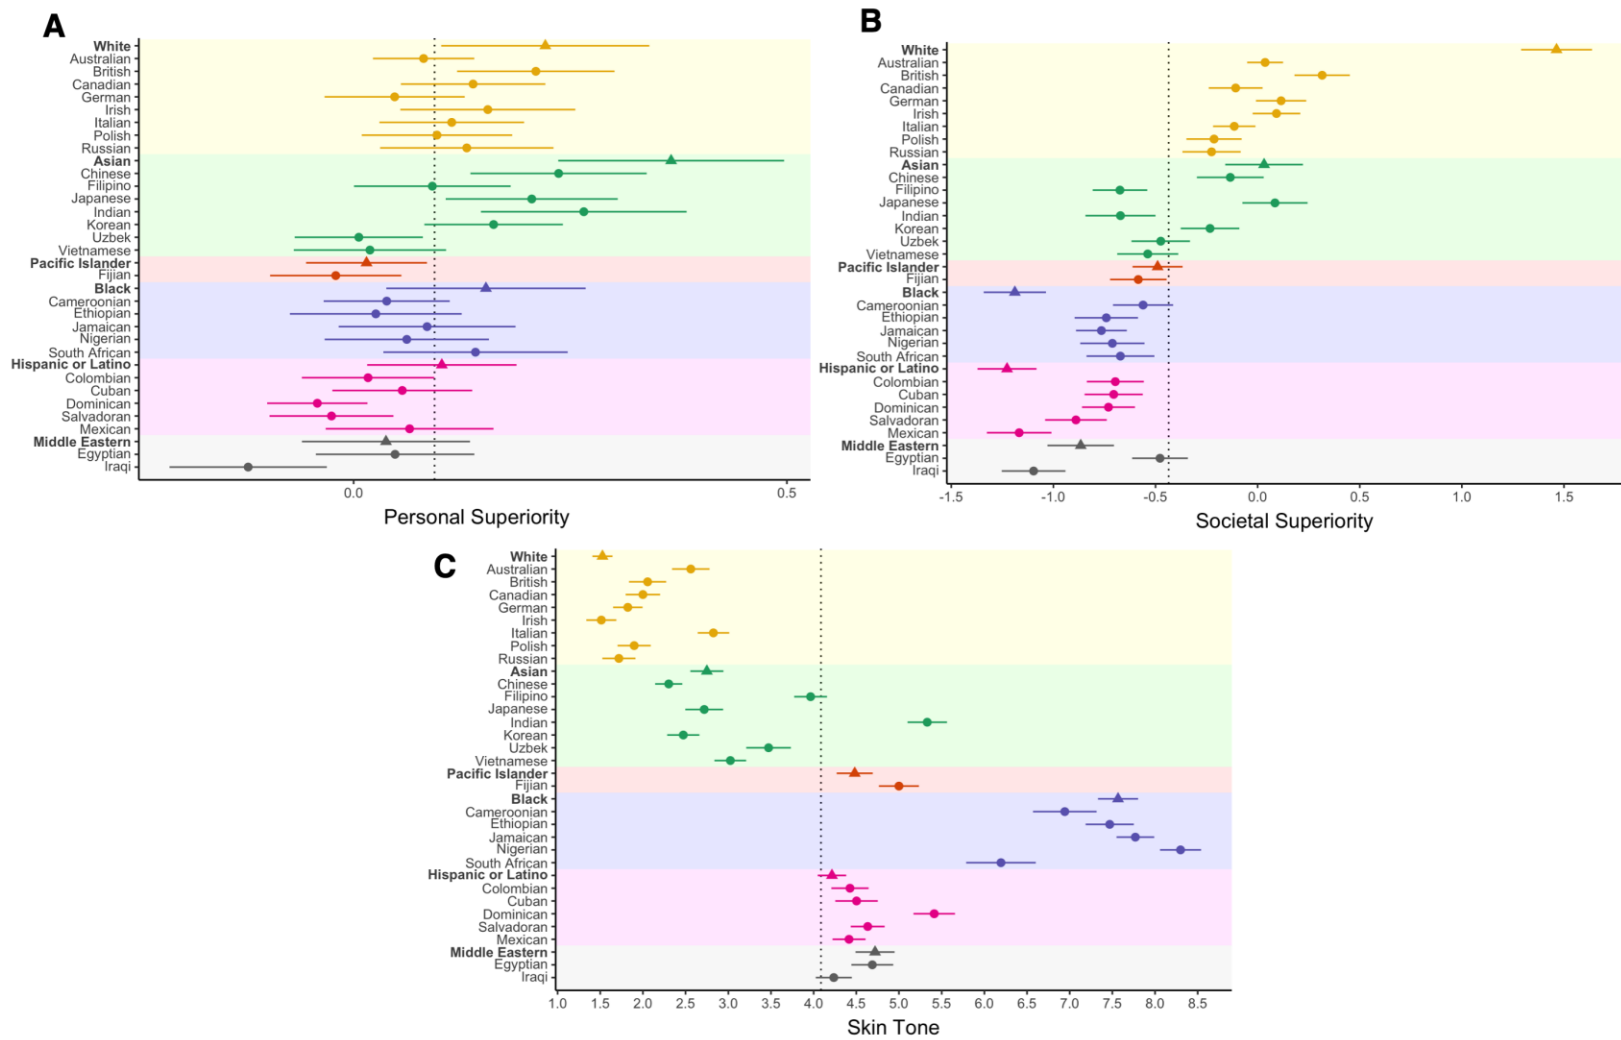 A
White
Australian
British
Canadian
German
Irish
Italian
Polish
Russian
Asian
Chinese
Filipino
Japanese
Indian
Korean
Uzbek
Vietnamese
Pacific Islander
Fijian
Black
Cameroonian
Ethiopian
Jamaican
Nigerian
South African
Hispanic or Latino
Colombian
Cuban
Dominican
Salvadoran
Mexican
Middle Eastern
Egyptian
Iraqi
0.0 0.5
Personal Superiority
B
White
Australian
British
Canadian
German
Irish
Italian
Polish
Russian
Asian
Chinese
Filipino
Japanese
Indian
Korean
Uzbek
Vietnamese
Pacific Islander
Fijian
Black
Cameroonian
Ethiopian
Jamaican
Nigerian
South African
Hispanic or Latino
Colombian
Cuban
Dominican
Salvadoran
Mexican
Middle Eastern
Egyptian
Iraqi
-1.5 -1.0 -0.5 0.0 0.5 1.0 1.5
Societal Superiority
C
White
Australian
British
Canadian
German
Irish
Italian
Polish
Russian
Asian
Chinese
Filipino
Japanese
Indian
Korean
Uzbek
Vietnamese
Pacific Islander
Fijian
Black
Cameroonian
Ethiopian
Jamaican
Nigerian
South African
Hispanic or Latino
Colombian
Cuban
Dominican
Salvadoran
Mexican
Middle Eastern
Egyptian
Iraqi
1.0 1.5 2.0 2.5 3.0 3.5 4.0 4.5 5.0 5.5 6.0 6.5 7.0 7.5 8.0 8.5
Skin Tone